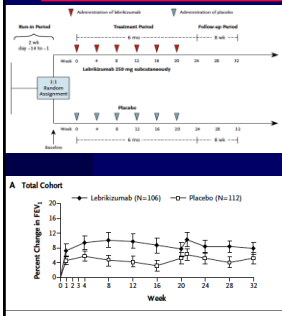 Administration of lebrikizumab Administration of placebo
Run-in Period Treatment Period Follow-up Period
2 wk
day −14 to −1
6 mo 8 wk
Week 0 4 8 12 16 20 24 28 32
Lebrikizumab 250 mg subcutaneously
1:1
Random
Assignment
Placebo
6 mo 8 wk
Week 0 4 8 12 16 20 24 28 32
Baseline
A Total Cohort
Lebrikizumab (N=106) Placebo (N=112)
Percent Change in FEV1
20
16
12
8
4
0
0 1 2 3 4 8 12 16 20 24 28 32
Week